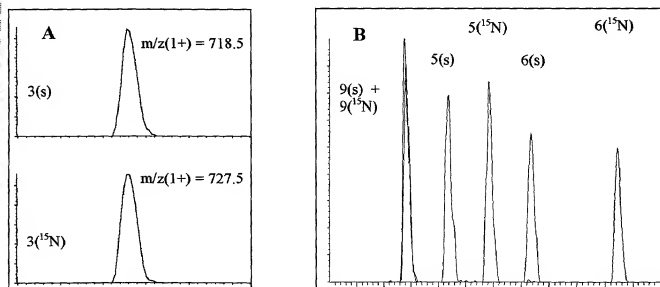 A
m/z(1+) = 718.5
3(s)
m/z(1+) = 727.5
3(¹⁵N)
B
5(¹⁵N)
6(¹⁵N)
5(s)
6(s)
9(s) +
9(¹⁵N)